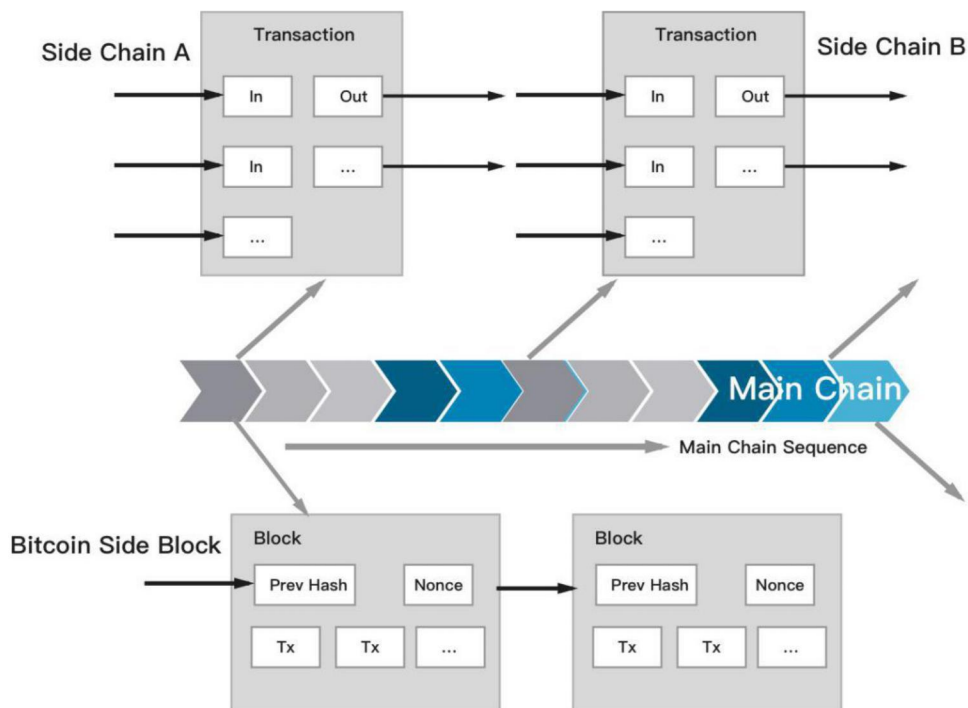 Side Chain A
Transaction
In
Out
In
...
...
Transaction
In
Out
In
...
...
Side Chain B
Main Chain
Main Chain Sequence
Bitcoin Side Block
Block
Prev Hash
Nonce
Tx
Tx
...
Block
Prev Hash
Nonce
Tx
Tx
...